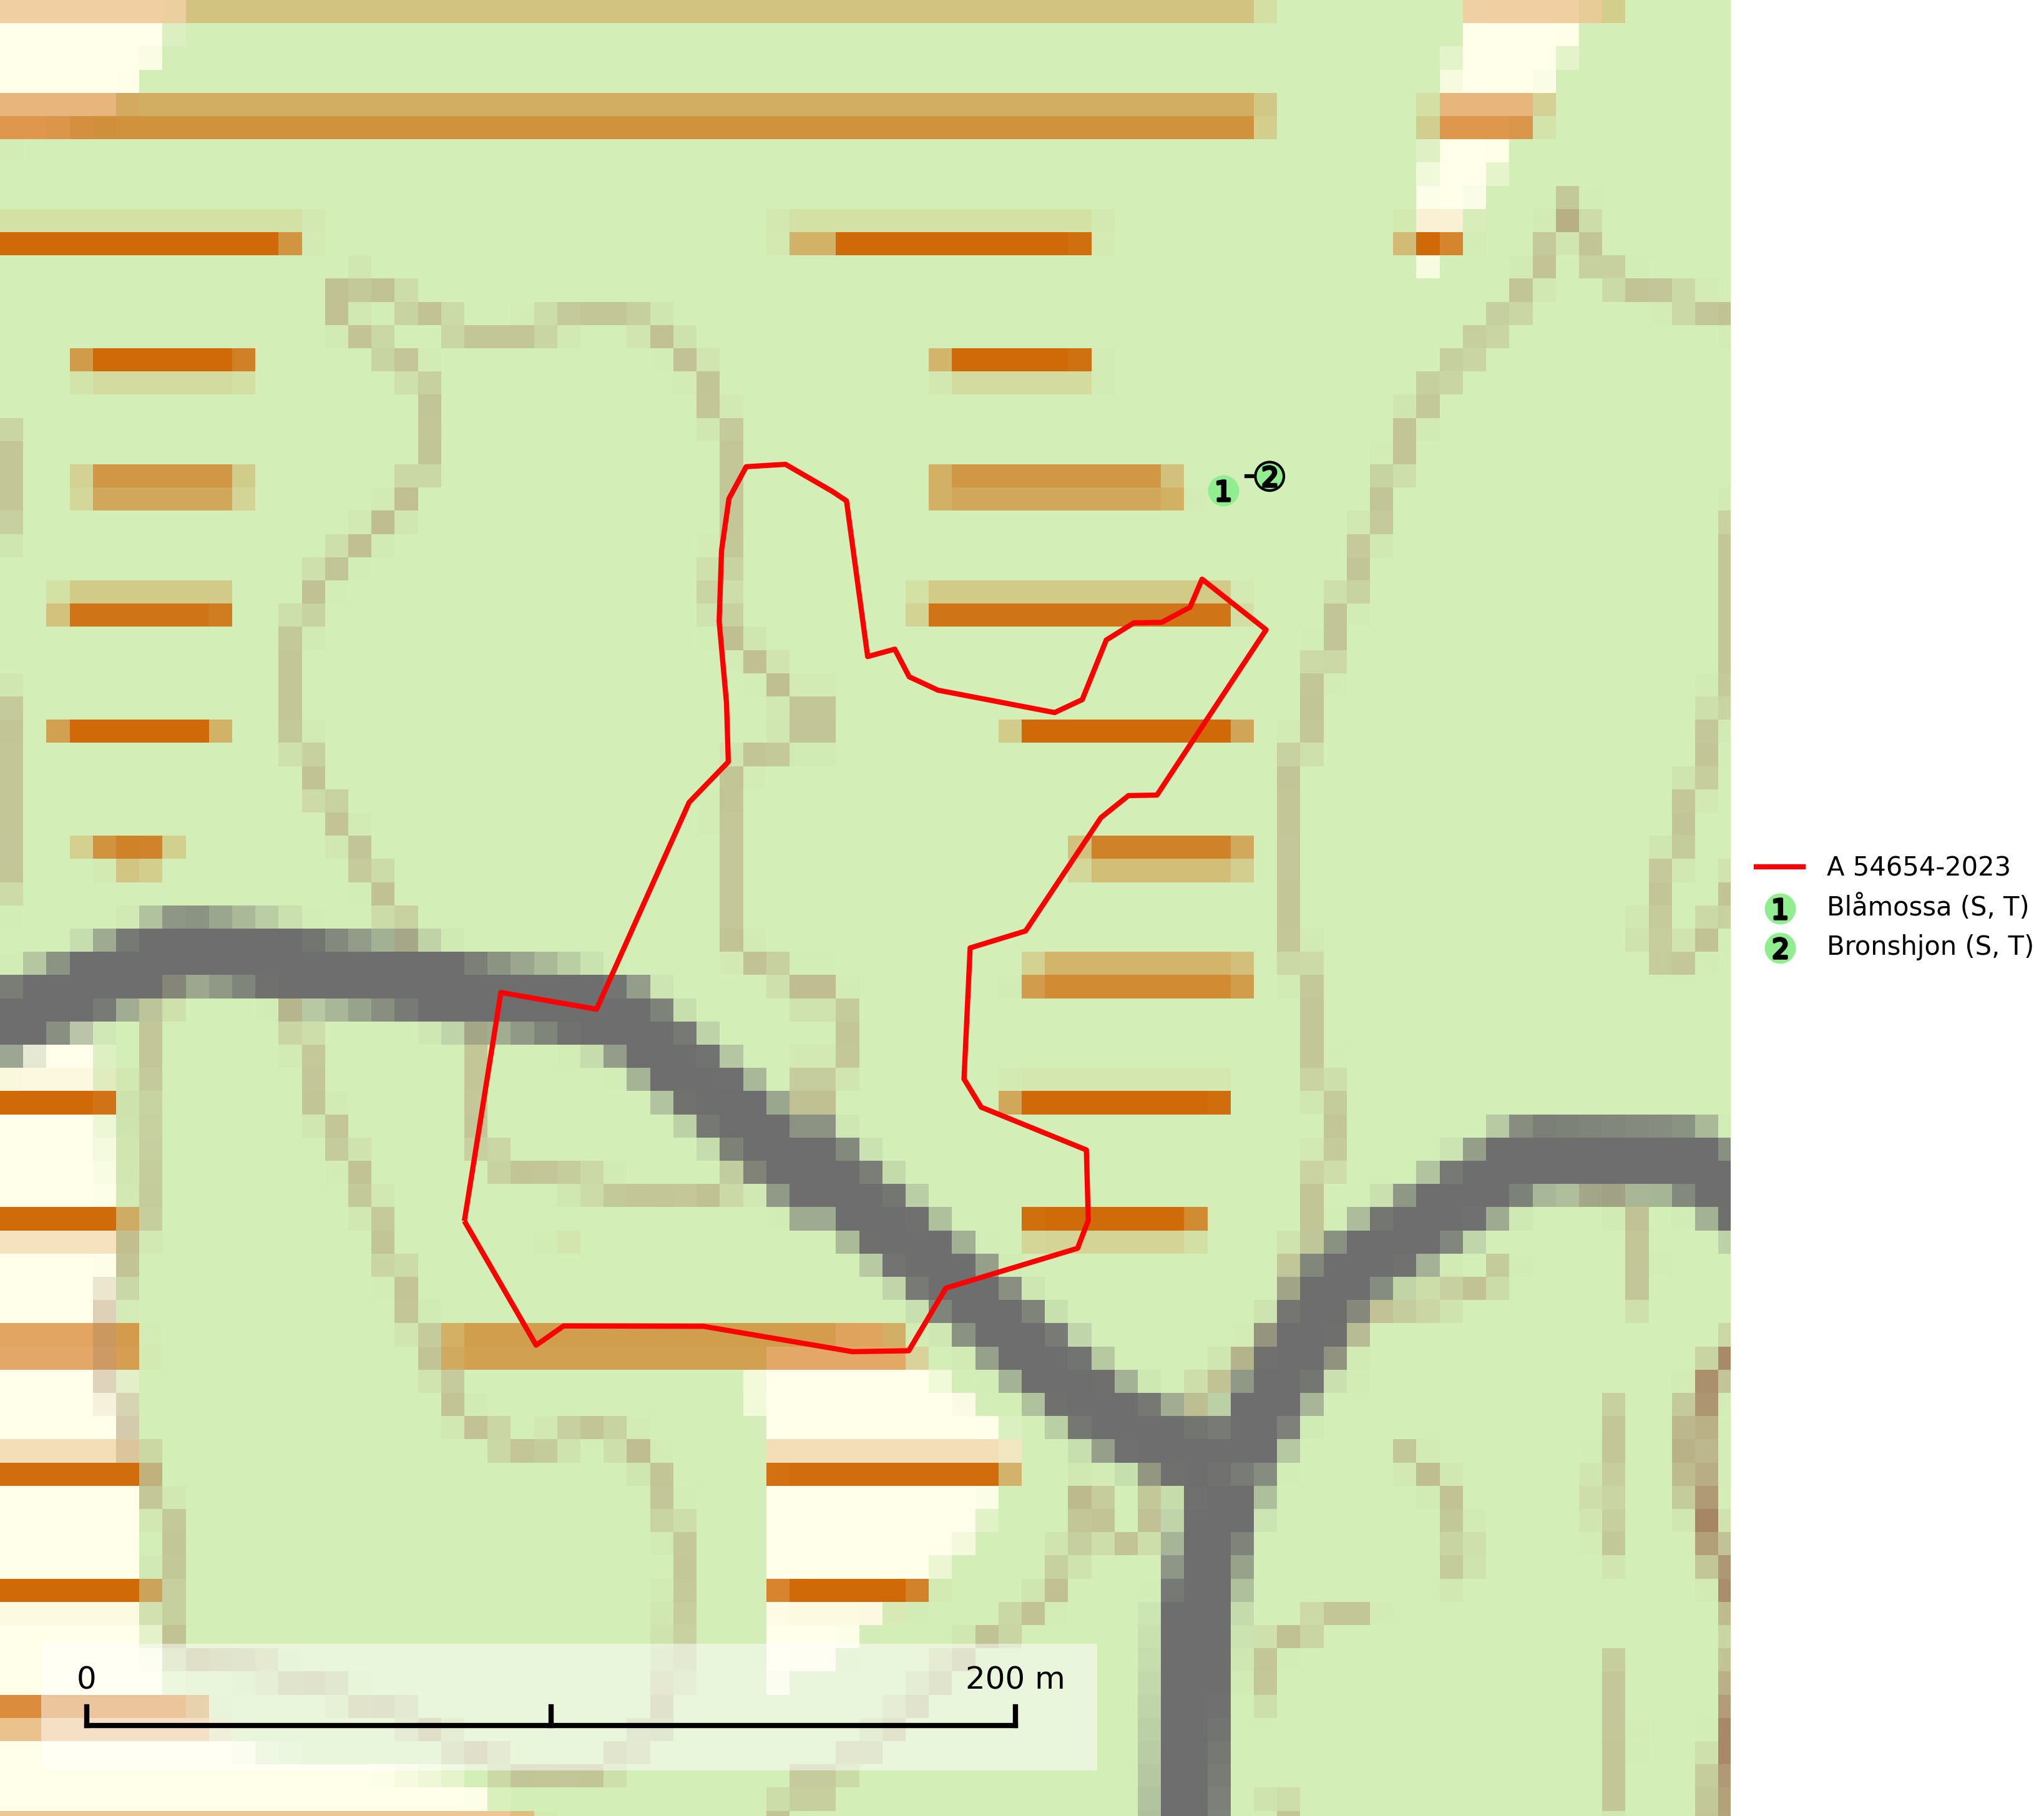 1
2
A 54654-2023
1 Blåmossa (S, T)
2 Bronshjon (S, T)
0 200 m